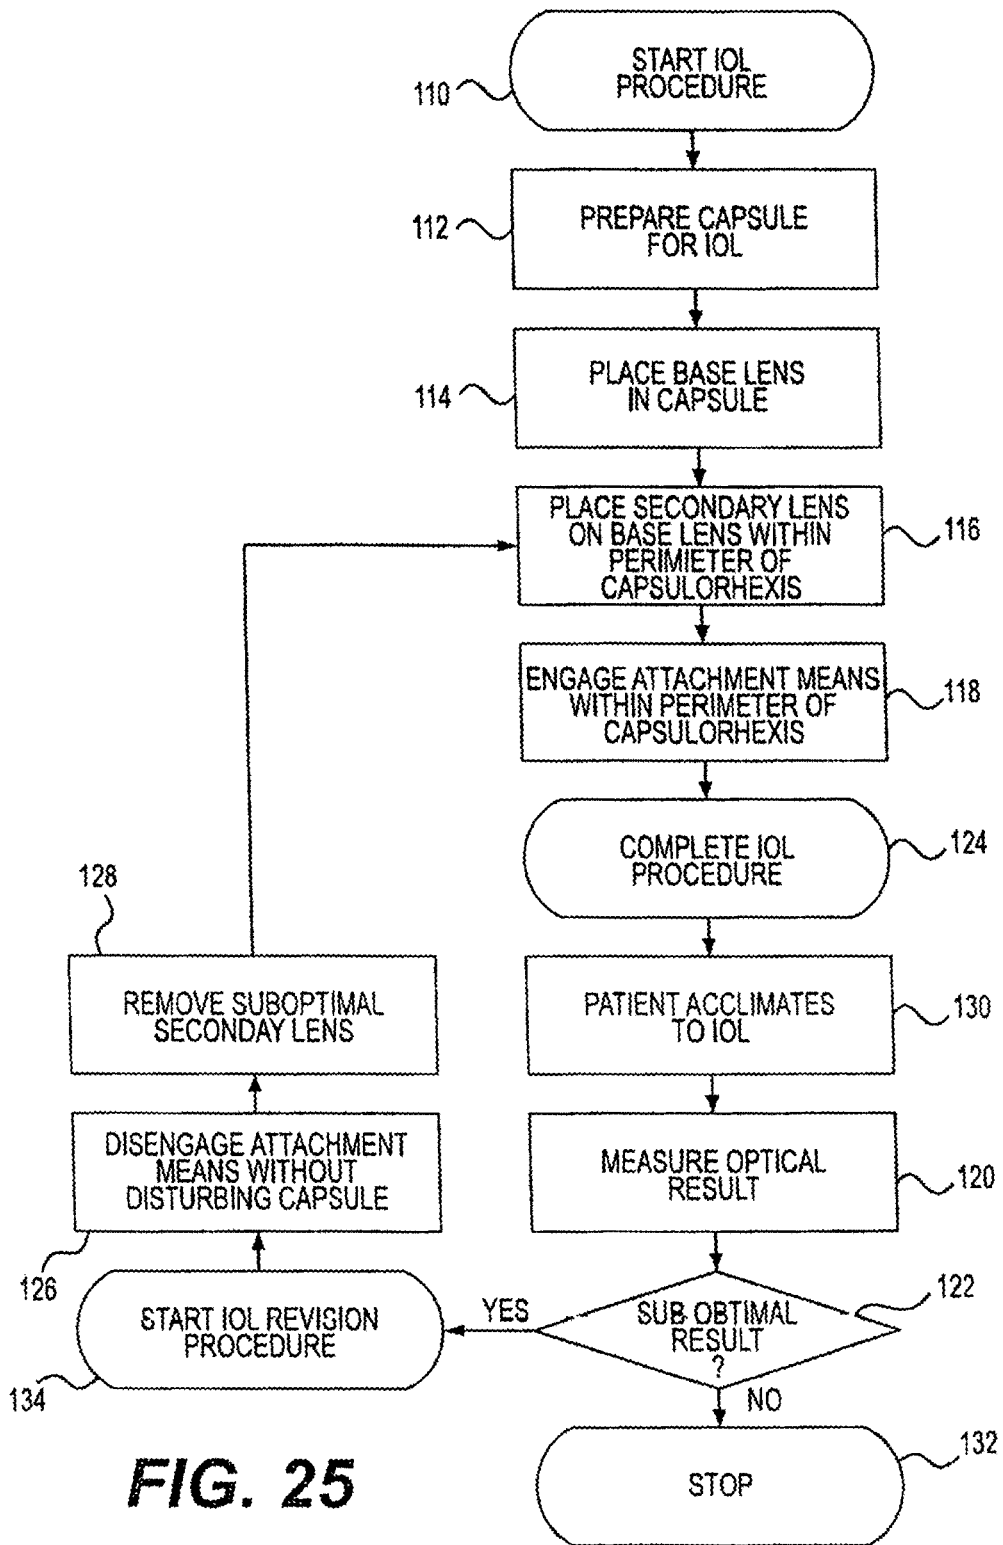 START IOL
PROCEDURE
110
PREPARE CAPSULE
FOR IOL
112
PLACE BASE LENS
IN CAPSULE
114
PLACE SECONDARY LENS
ON BASE LENS WITHIN
PERIMIETER OF
CAPSULORHEXIS
116
ENGAGE ATTACHMENT MEANS
WITHIN PERIMETER OF
CAPSULORHEXIS
118
COMPLETE IOL
PROCEDURE
124
128
REMOVE SUBOPTIMAL
SECONDAY LENS
PATIENT ACCLIMATES
TO IOL
130
DISENGAGE ATTACHMENT
MEANS WITHOUT
DISTURBING CAPSULE
126
MEASURE OPTICAL
RESULT
120
START IOL REVISION
PROCEDURE
134
YES
SUB OPTIMAL
RESULT
?
122
NO
STOP
132
FIG. 25